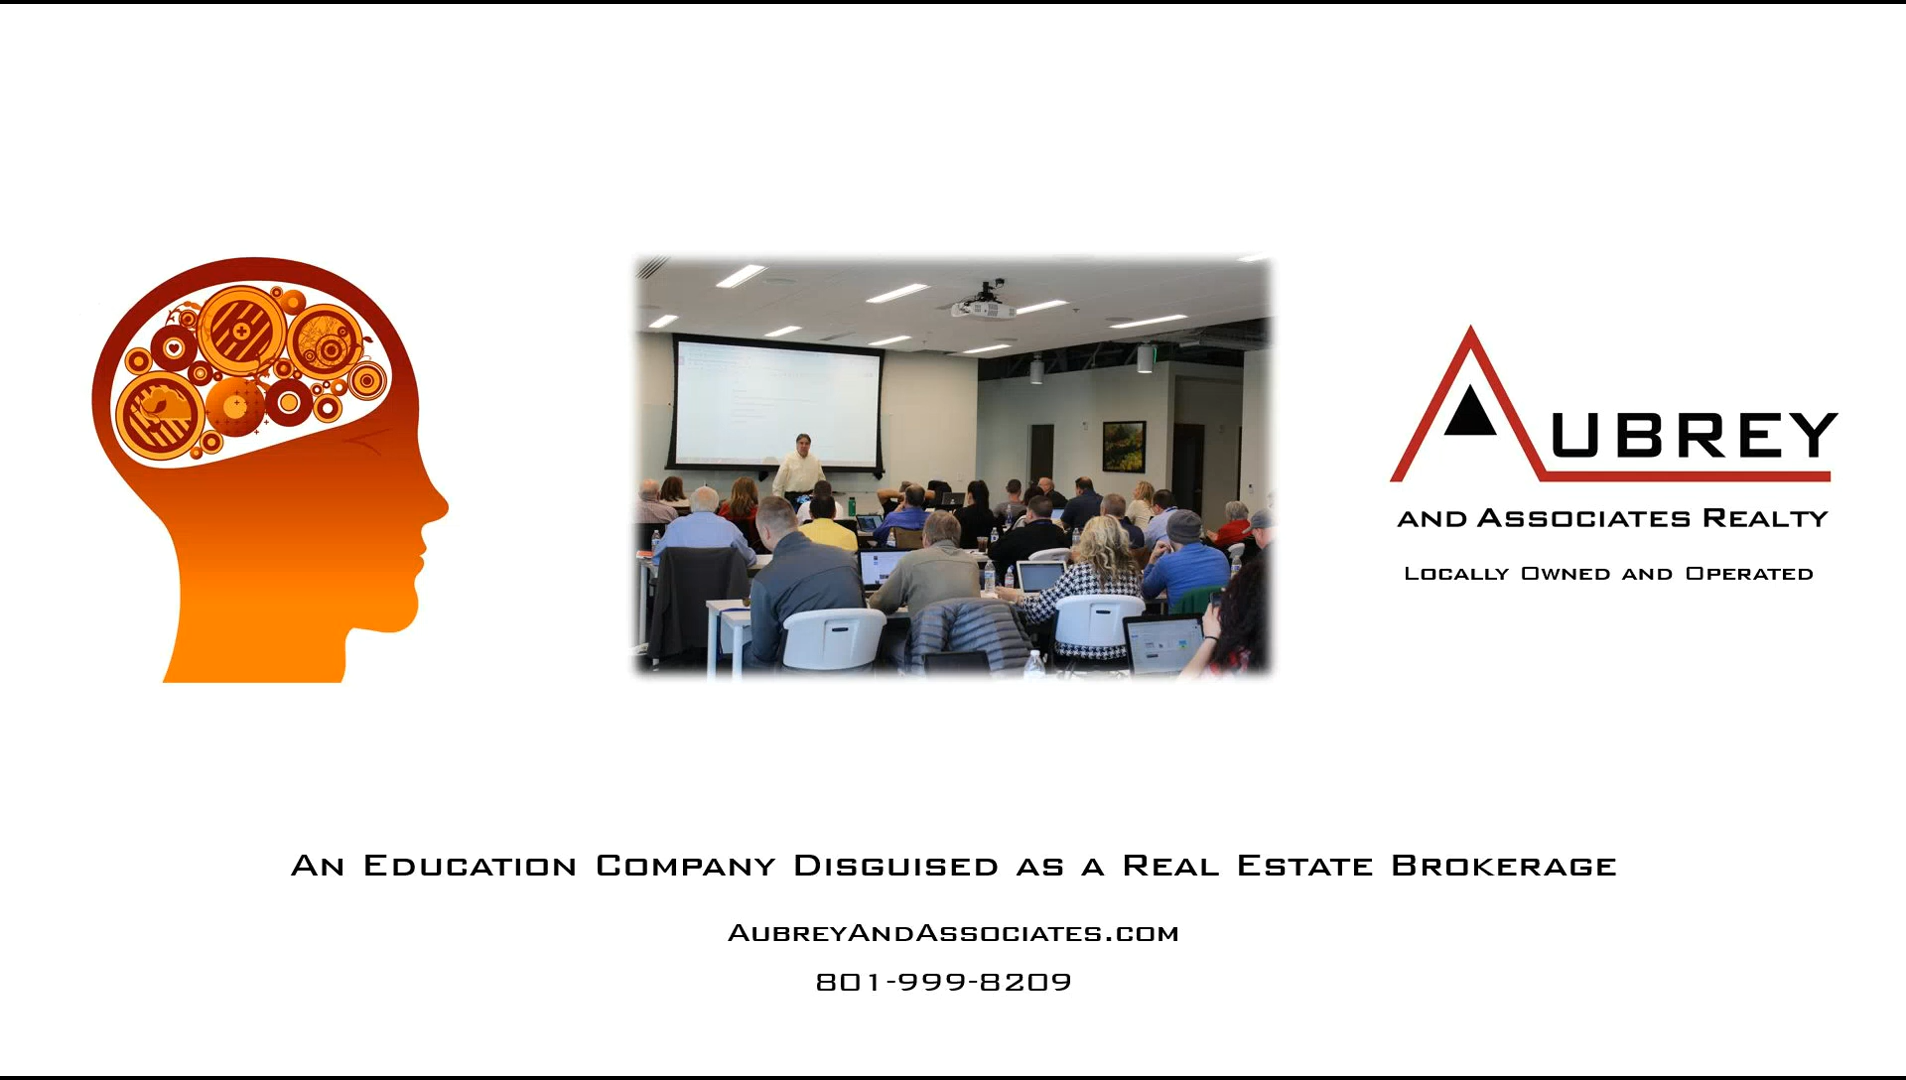 AUBREY
AND ASSOCIATES REALTY
LOCALLY OWNED AND OPERATED
AN EDUCATION COMPANY DISGUISED AS A REAL ESTATE BROKERAGE
AUBREYANDASSOCIATES.COM
801-999-8209